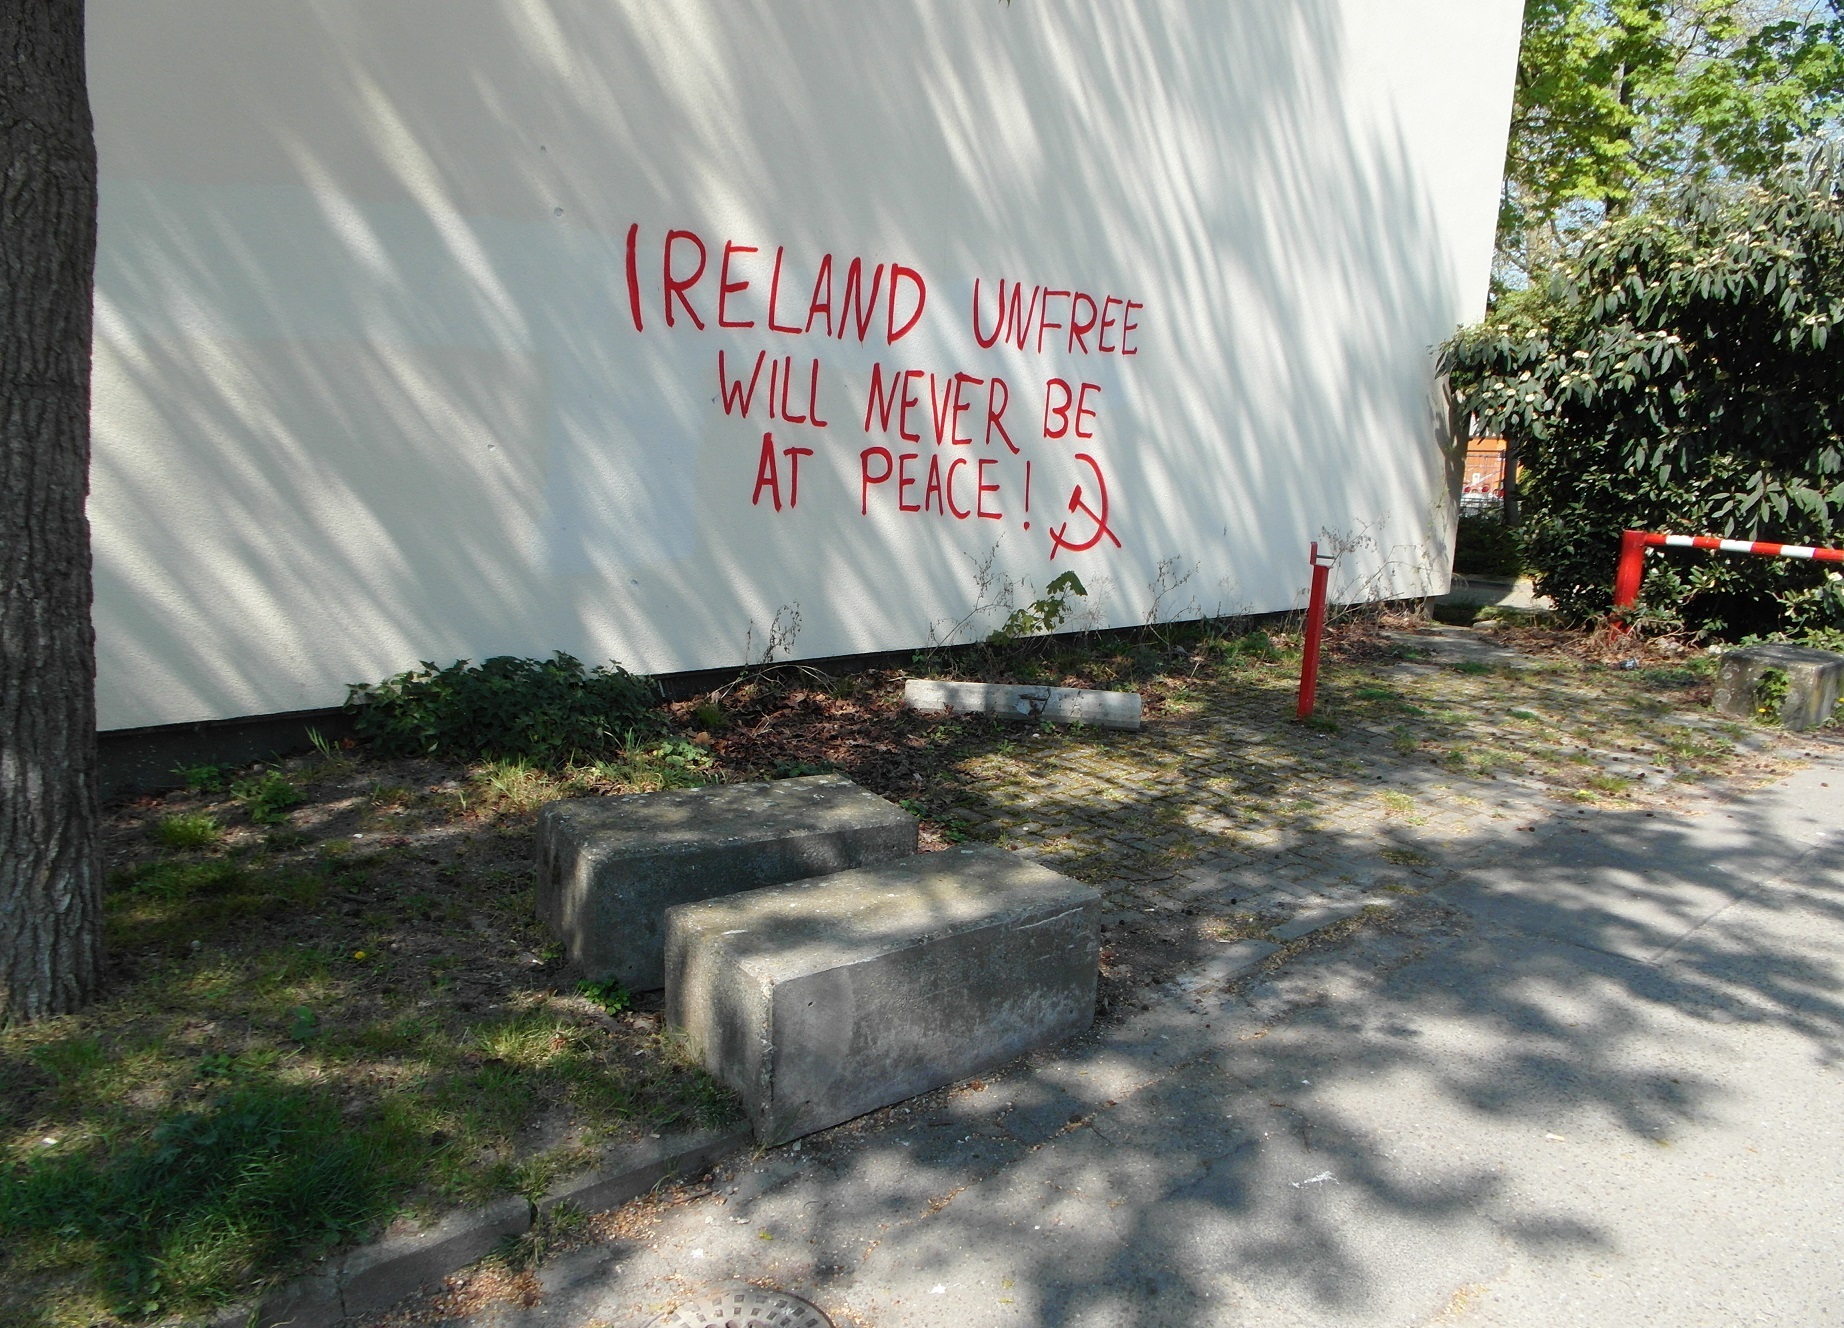 IRELAND UNFREE
WILL NEVER BE
AT PEACE!